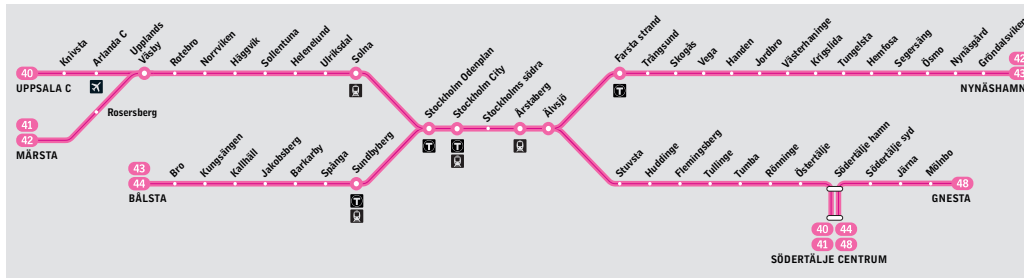 Knivsta
Arlanda C
Upplands
Väsby
Rotebro
Norrviken
Häggvik
Sollentuna
Helenelund
Ulriksdal
Solna
40
UPPSALA C
Rosersberg
41
42
MÄRSTA
43
44
BÅLSTA
Bro
Kungsängen
Kallhäll
Jakobsberg
Barkarby
Spånga
Sundbyberg
T
Stockholm Odenplan
Stockholm City
Stockholms södra
Årstaberg
Älvsjö
T
T
Farsta strand
Trångsund
Skogås
Vega
Handen
Jordbro
Västerhaninge
Krigslida
Tungelsta
Hemfosa
Segersäng
Ösmo
Nynäsgård
Gröndalsviken
T
42
43
NYNÄSHAMN
Stuvsta
Huddinge
Flemingsberg
Tullinge
Tumba
Rönninge
Östertälje
Södertälje hamn
Södertälje syd
Järna
Mölnbo
48
GNESTA
40 44
41 48
SÖDERTÄLJE CENTRUM